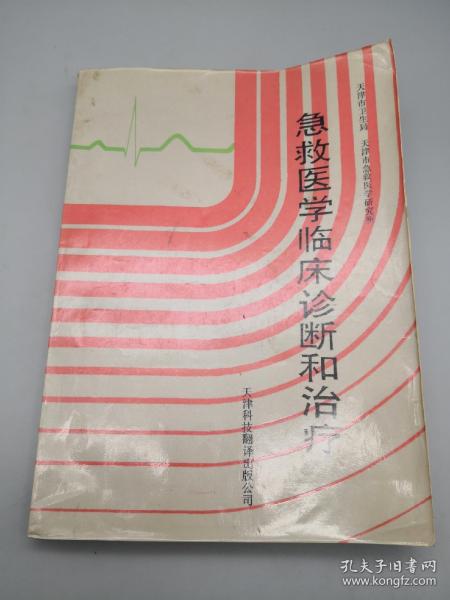 天津市卫生局 天津市急救医学研究所
急救医学临床诊断和治疗
天津科技翻译出版公司
孔夫子旧书网
www.kongfz.com